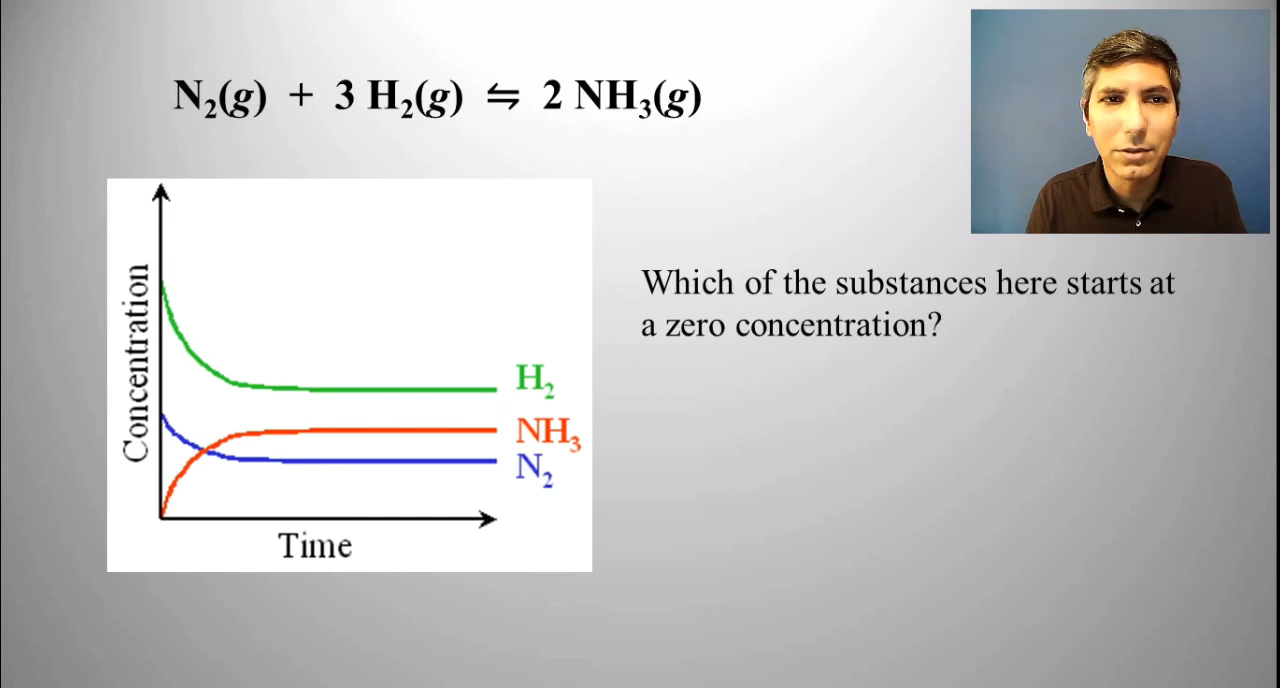 N₂(g) + 3 H₂(g) ⇋ 2 NH₃(g)
Which of the substances here starts at
a zero concentration?
Concentration
H₂
NH₃
N₂
Time